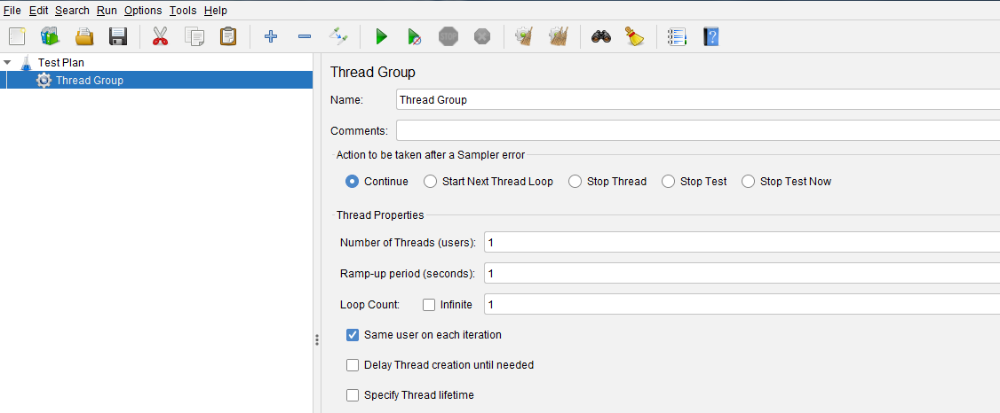 File Edit Search Run Options Tools Help
STOP
?
Test Plan
Thread Group
Thread Group
Name: Thread Group
Comments:
Action to be taken after a Sampler error
Continue Start Next Thread Loop Stop Thread Stop Test Stop Test Now
Thread Properties
Number of Threads (users): 1
Ramp-up period (seconds): 1
Loop Count: Infinite 1
Same user on each iteration
Delay Thread creation until needed
Specify Thread lifetime